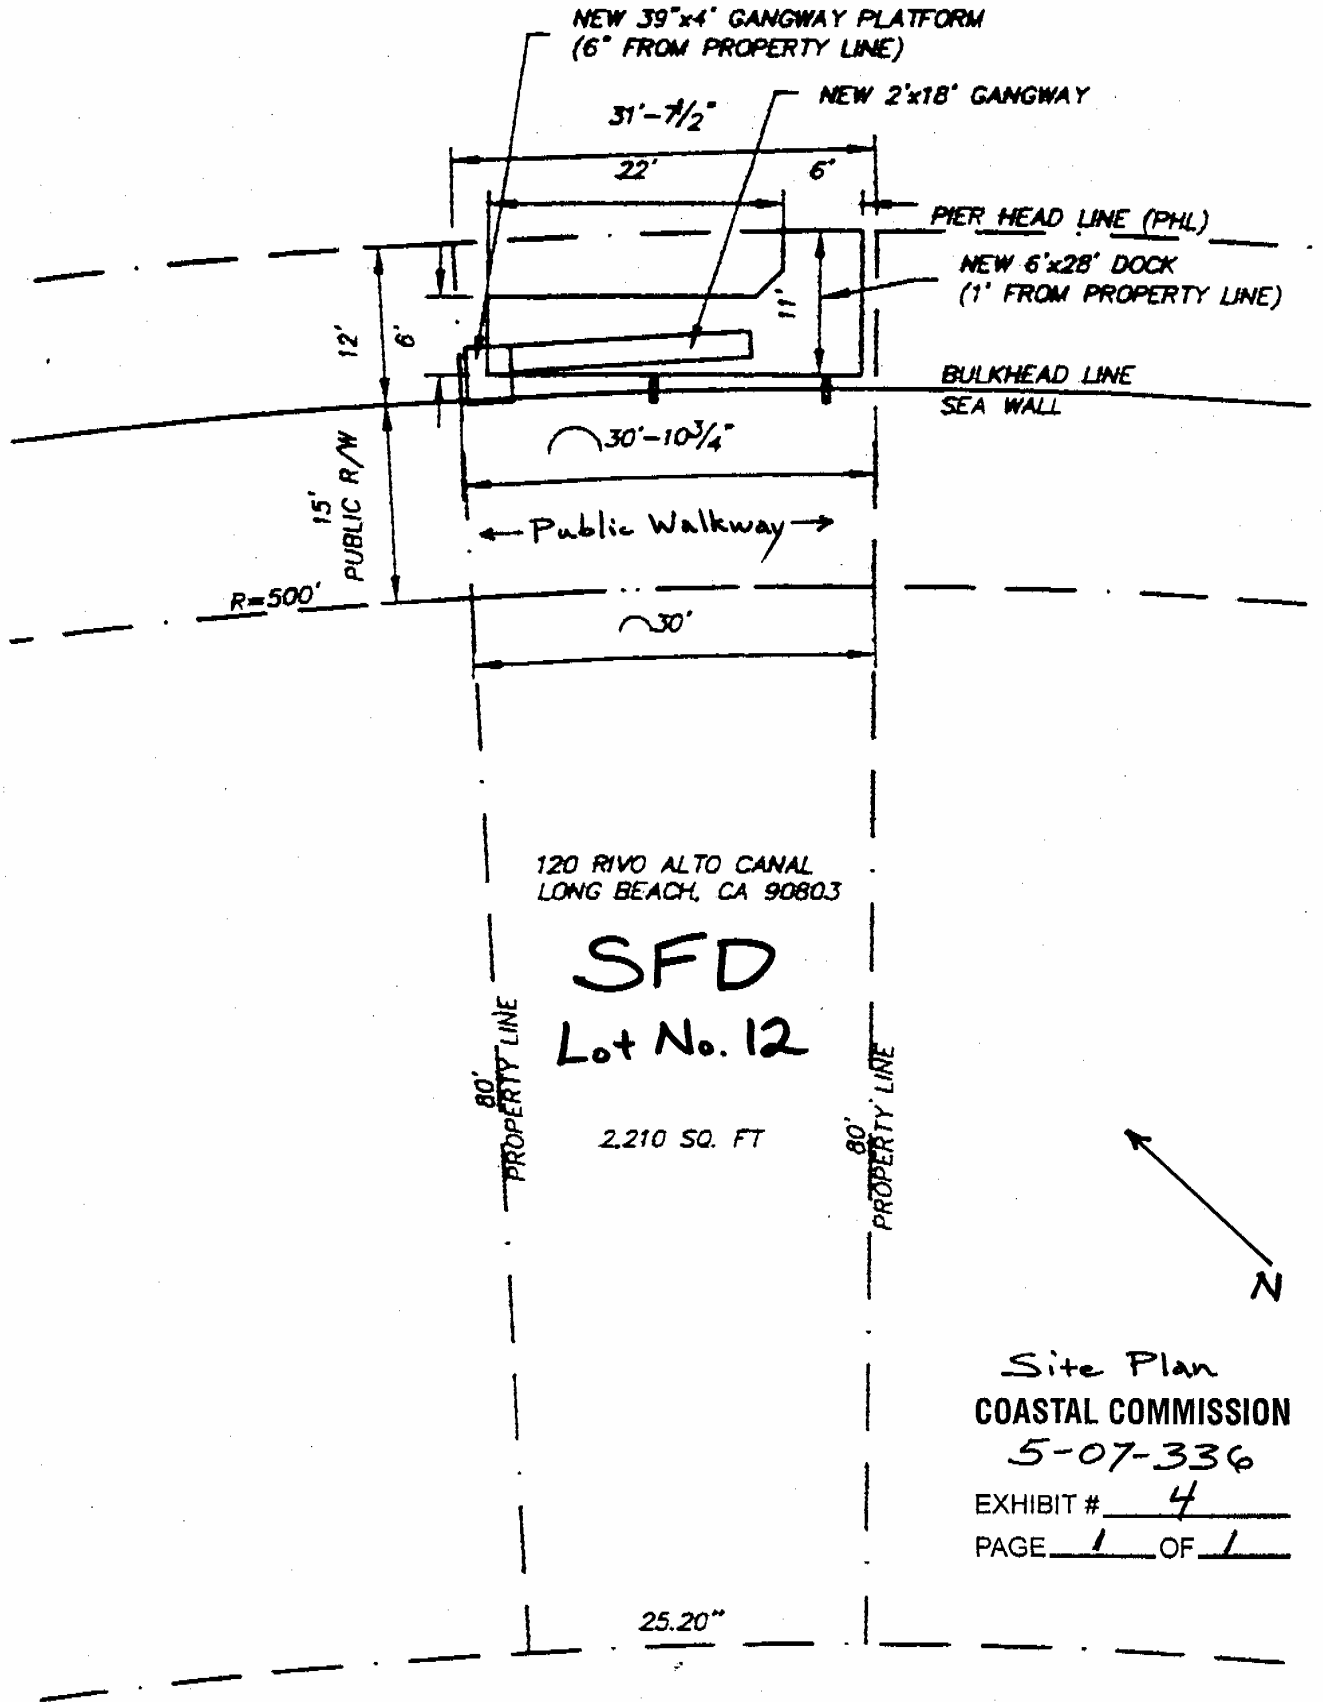 NEW 39"x4' GANGWAY PLATFORM
(6" FROM PROPERTY LINE)
NEW 2'x18' GANGWAY
31'-7½"
22'
6'
PIER HEAD LINE (PHL)
NEW 6'x28' DOCK
(1' FROM PROPERTY LINE)
12'
6'
11'
BULKHEAD LINE
SEA WALL
30'-10¾"
15'
PUBLIC R/W
← Public Walkway →
R=500'
30'
120 RIVO ALTO CANAL
LONG BEACH, CA 90803
SFD
Lot No. 12
80'
PROPERTY LINE
80'
PROPERTY LINE
2,210 SQ. FT
N
Site Plan
COASTAL COMMISSION
5-07-336
EXHIBIT # 4
PAGE 1 OF 1
25.20"